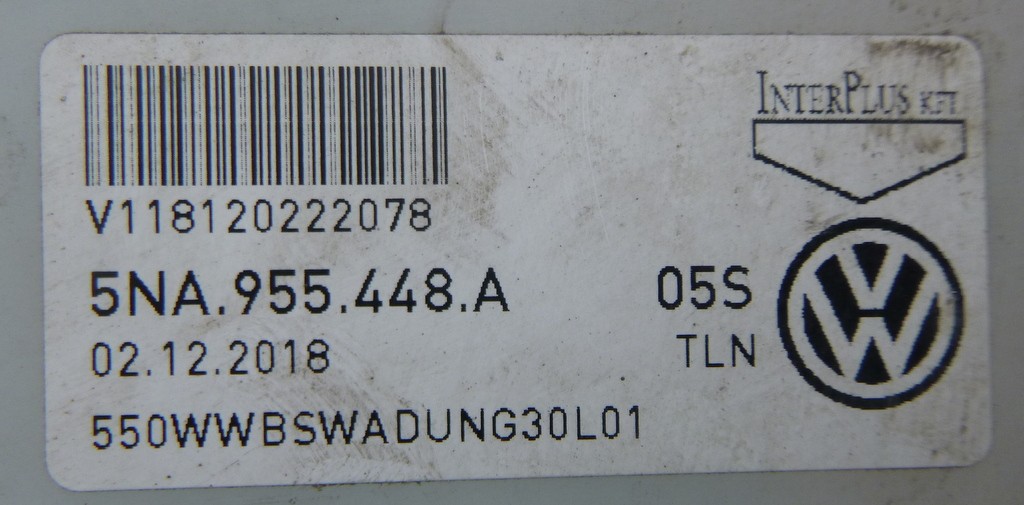 INTERPLUS KFT.
V118120222078
5NA.955.448.A 05S
02.12.2018 TLN
550WWBSWADUNG30L01